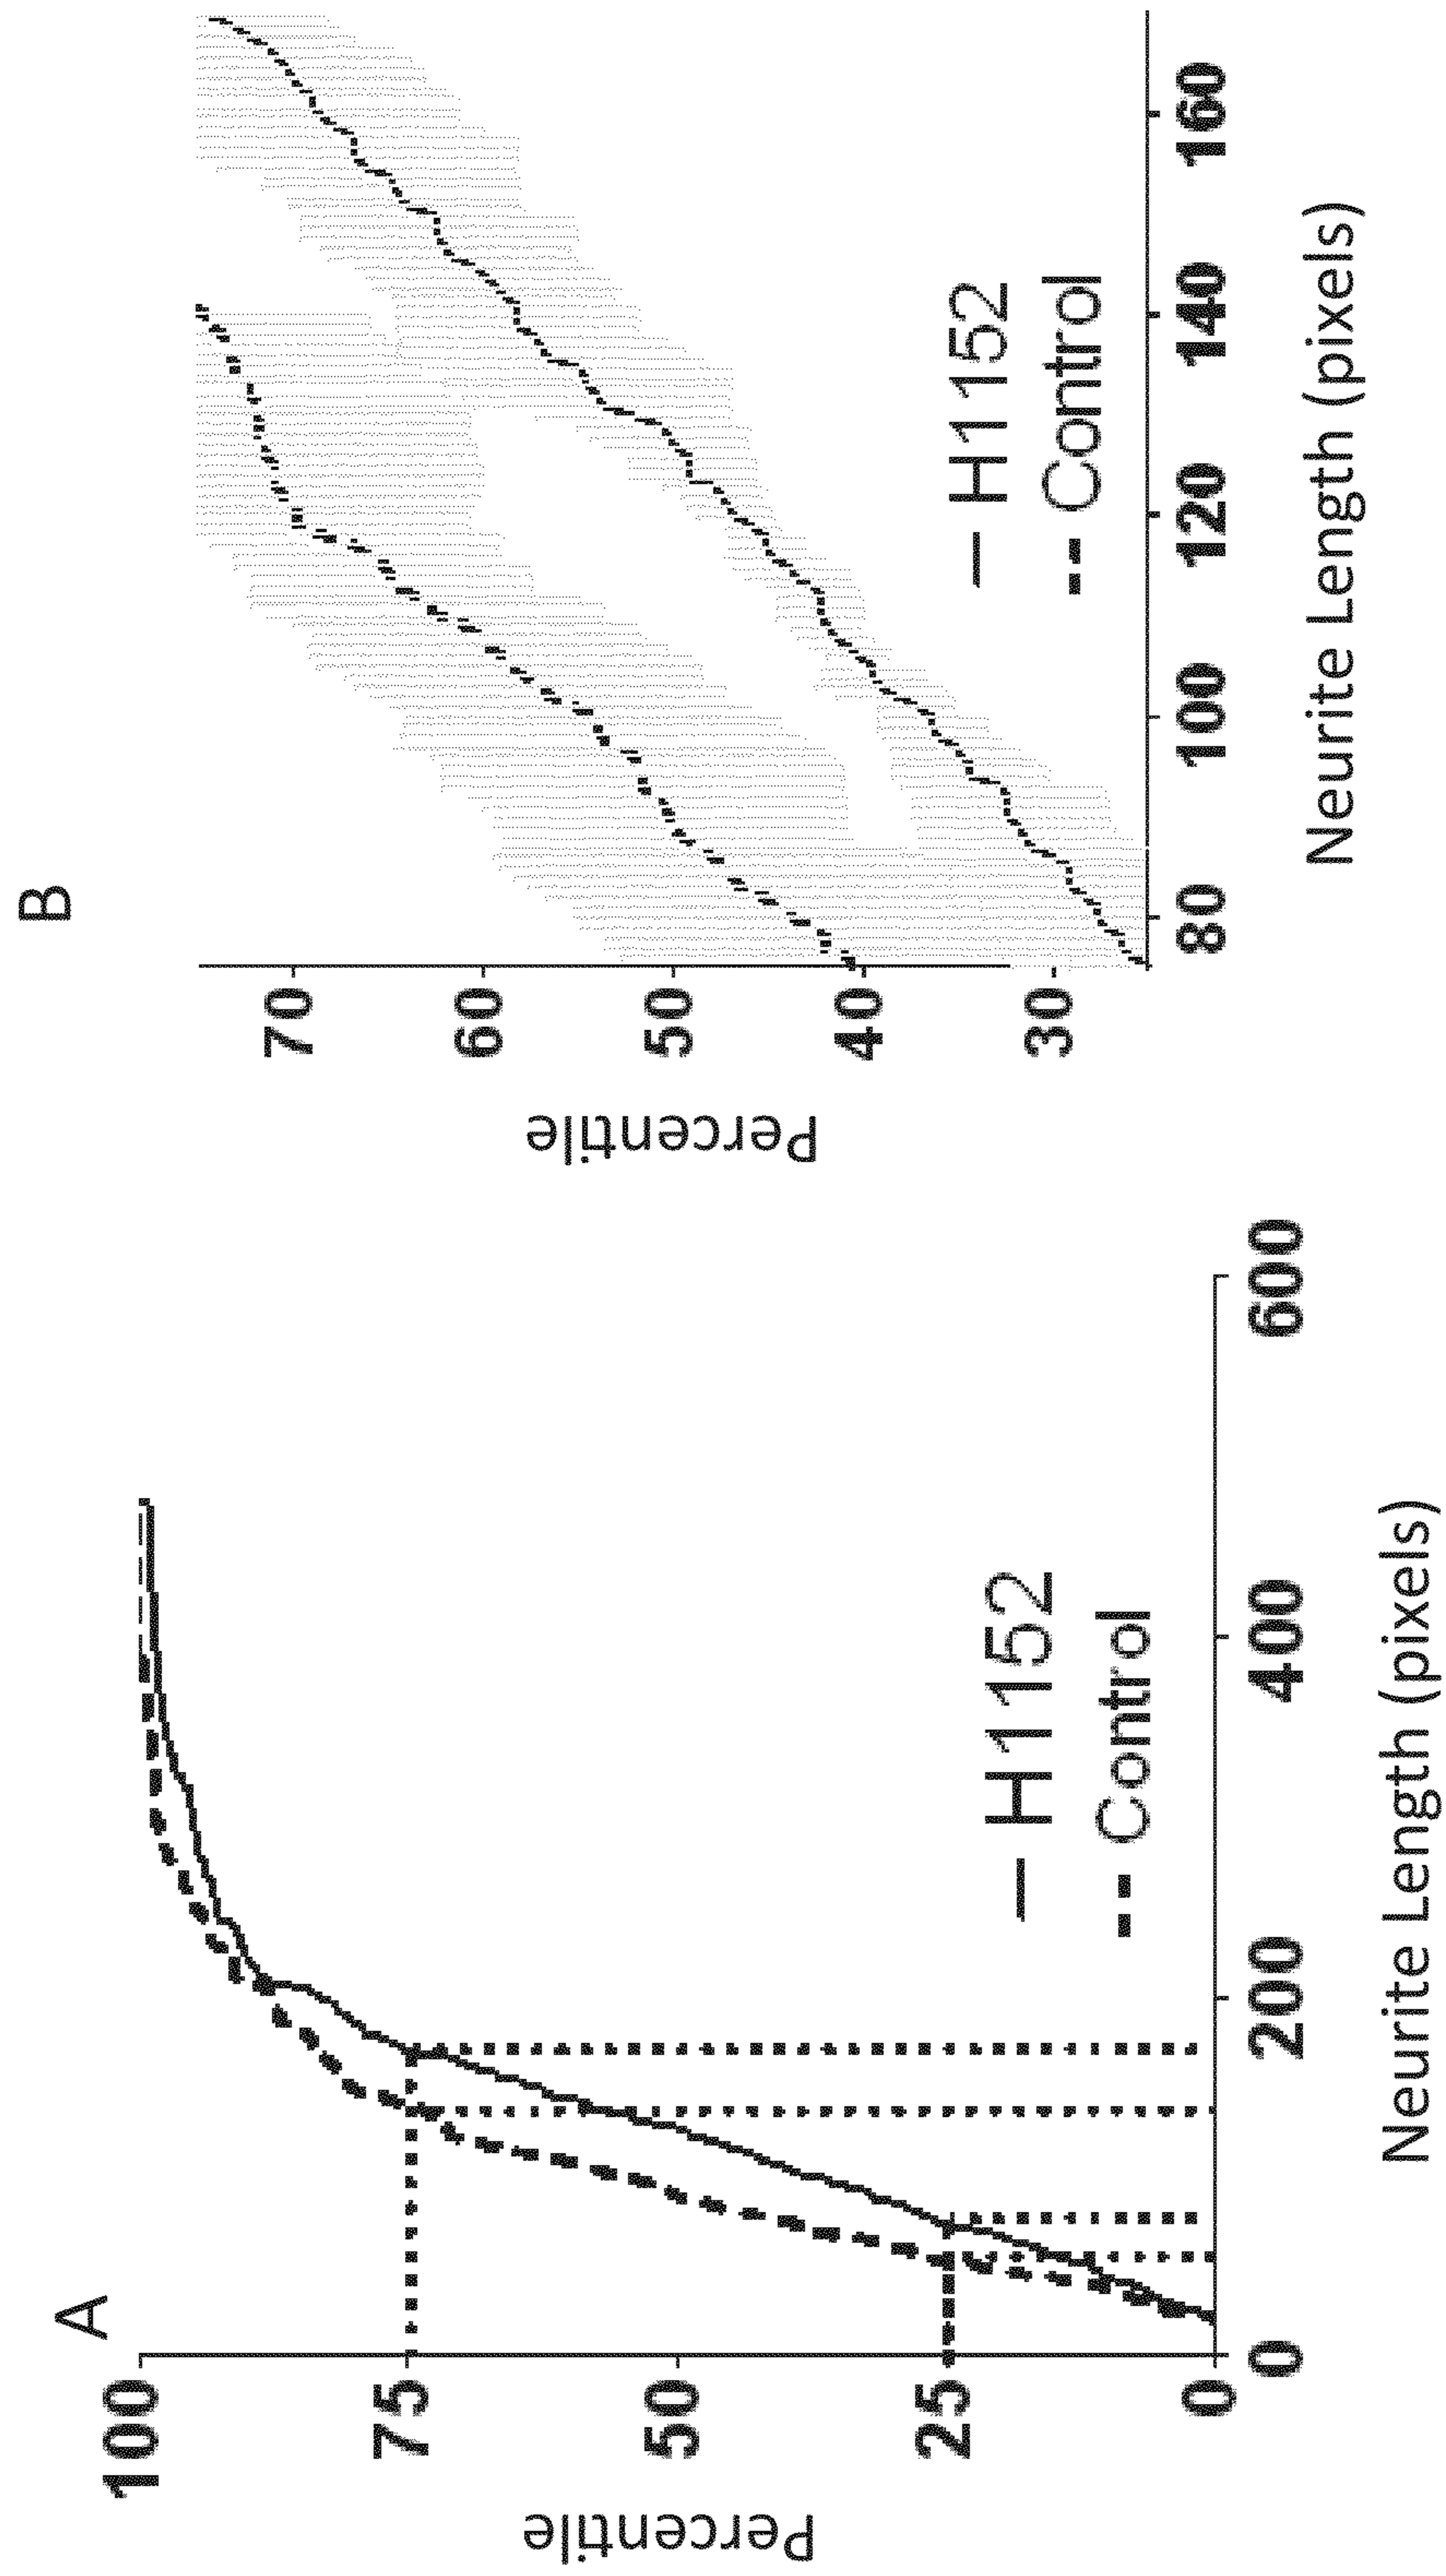 A
Percentile
100
75
50
25
0
0
200
400
600
Neurite Length (pixels)
H1152
Control
B
Percentile
70
60
50
40
30
80
100
120
140
160
Neurite Length (pixels)
H1152
Control